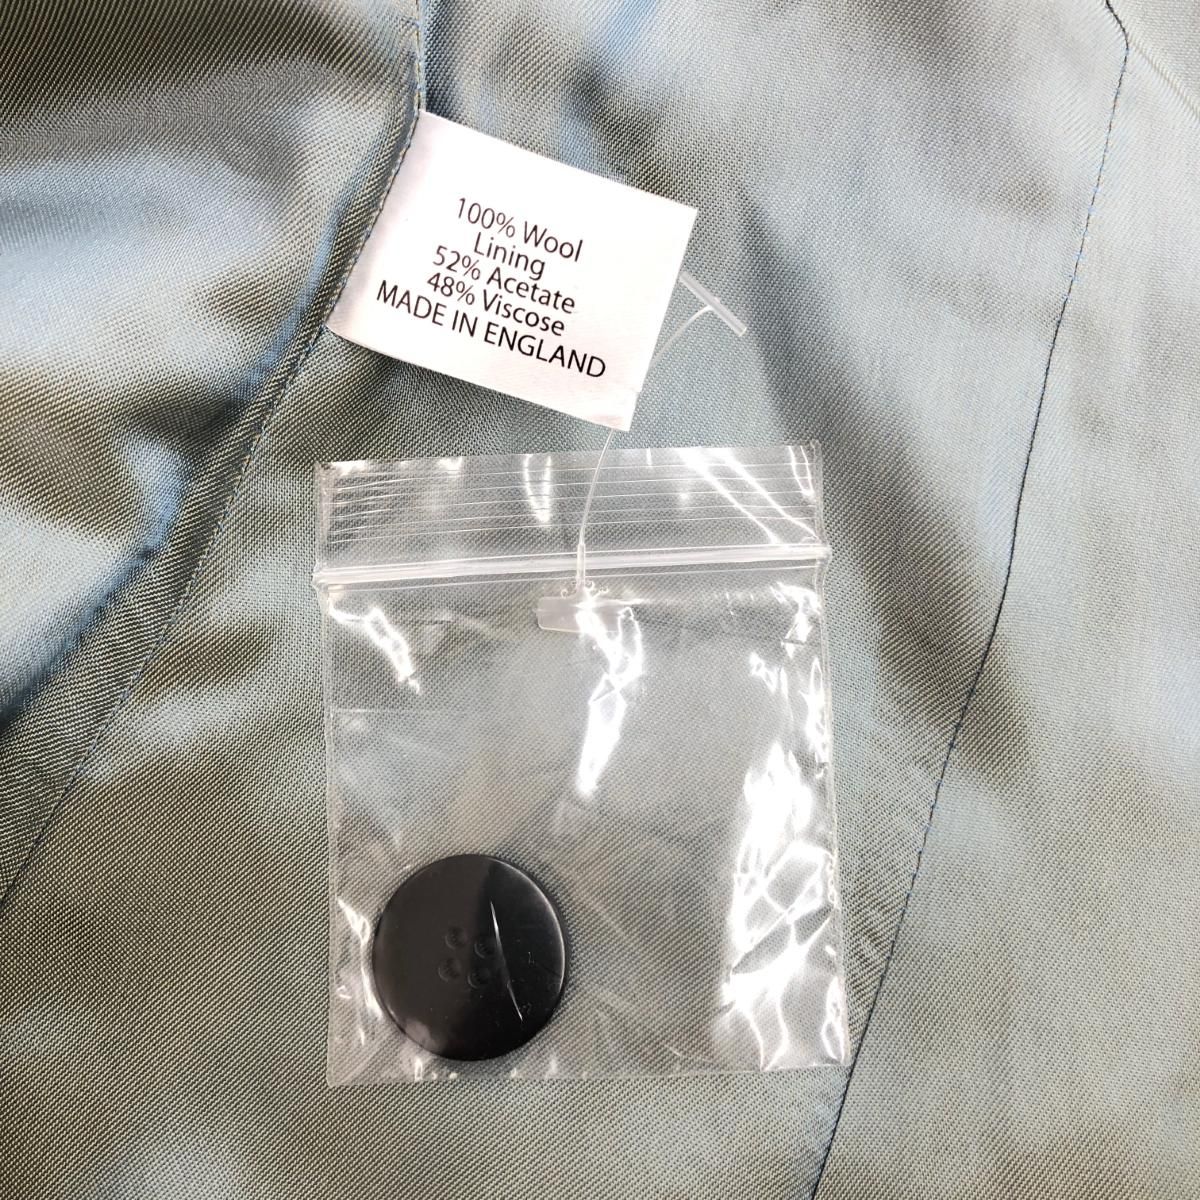 100% Wool
Lining
52% Acetate
48% Viscose
MADE IN ENGLAND